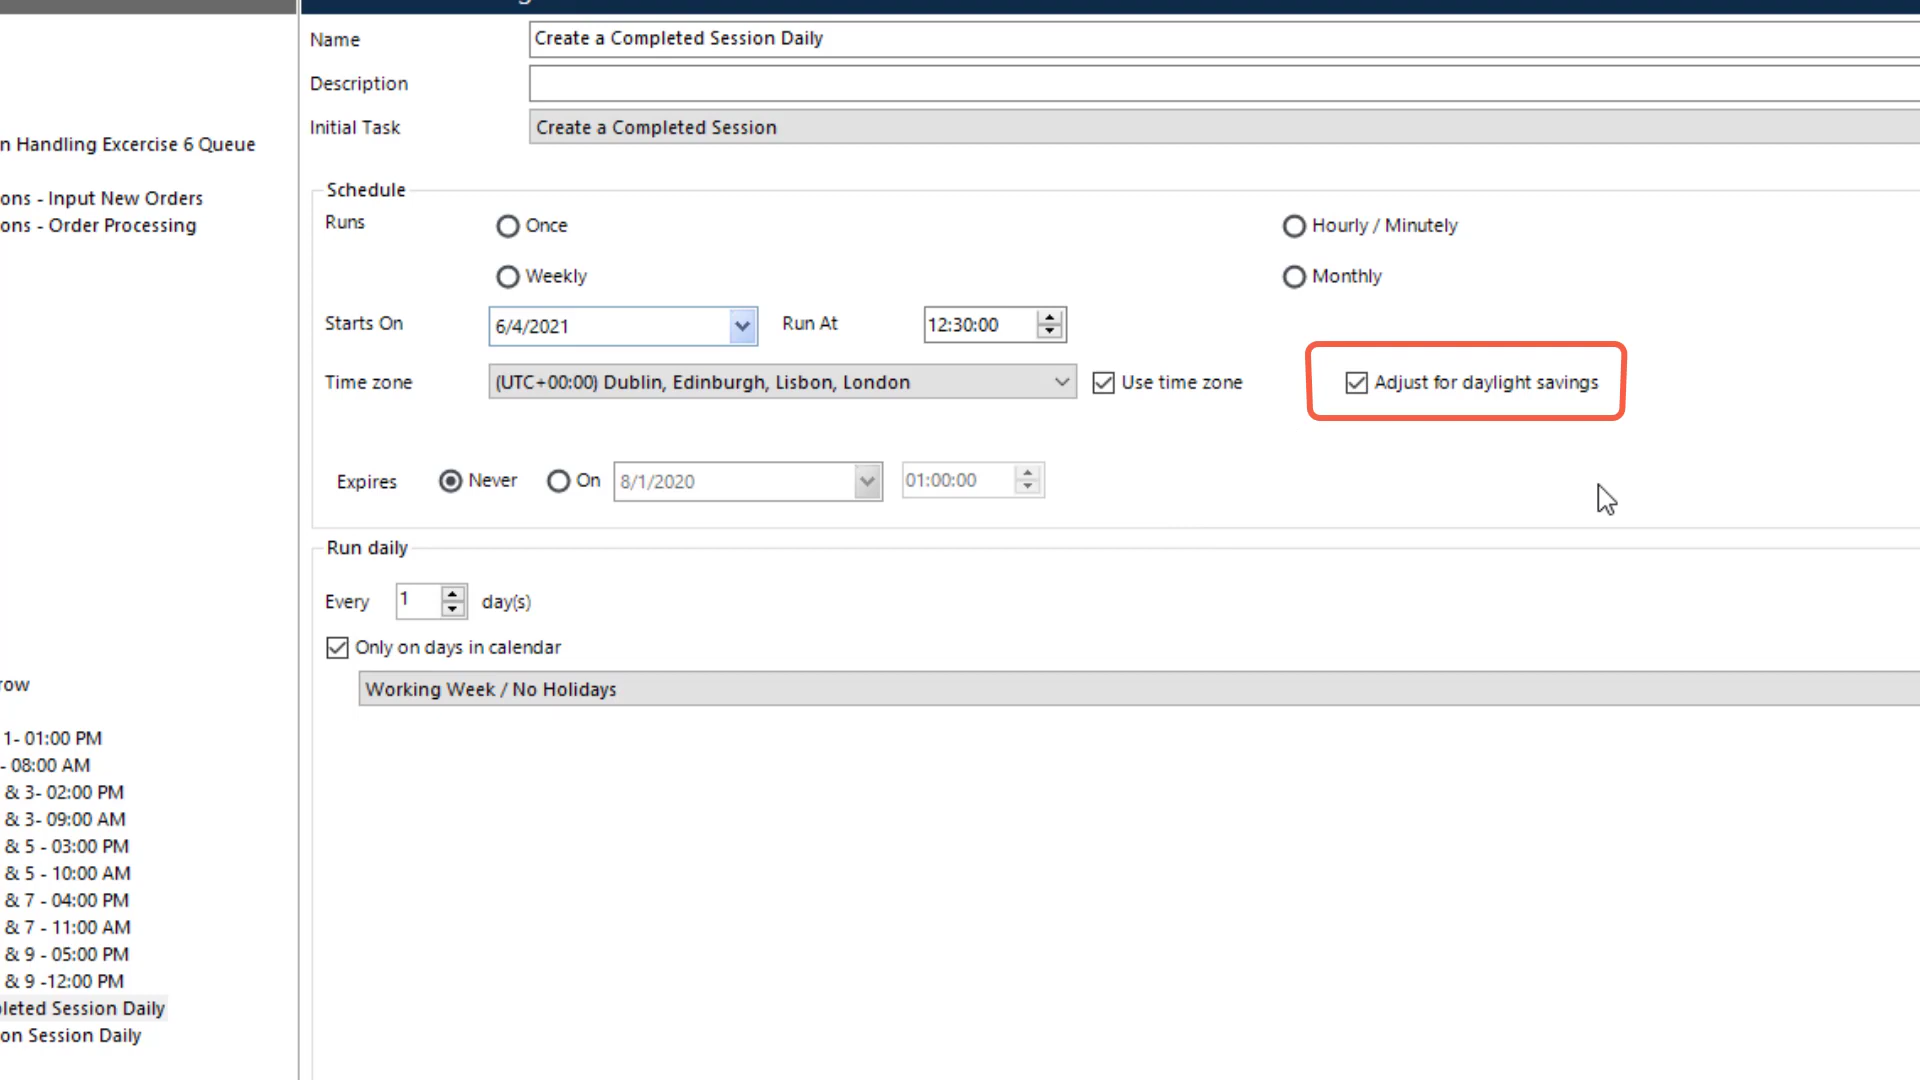 n Handling Excercise 6 Queue
ons - Input New Orders
ons - Order Processing
row
1- 01:00 PM
- 08:00 AM
& 3- 02:00 PM
& 3- 09:00 AM
& 5 - 03:00 PM
& 5 - 10:00 AM
& 7 - 04:00 PM
& 7 - 11:00 AM
& 9 - 05:00 PM
& 9 -12:00 PM
leted Session Daily
on Session Daily
Name Create a Completed Session Daily
Description
Initial Task Create a Completed Session
Schedule
Runs Once Hourly / Minutely
Weekly Monthly
Starts On 6/4/2021 Run At 12:30:00
Time zone (UTC+00:00) Dublin, Edinburgh, Lisbon, London Use time zone Adjust for daylight savings
Expires Never On 8/1/2020 01:00:00
Run daily
Every 1 day(s)
Only on days in calendar
Working Week / No Holidays